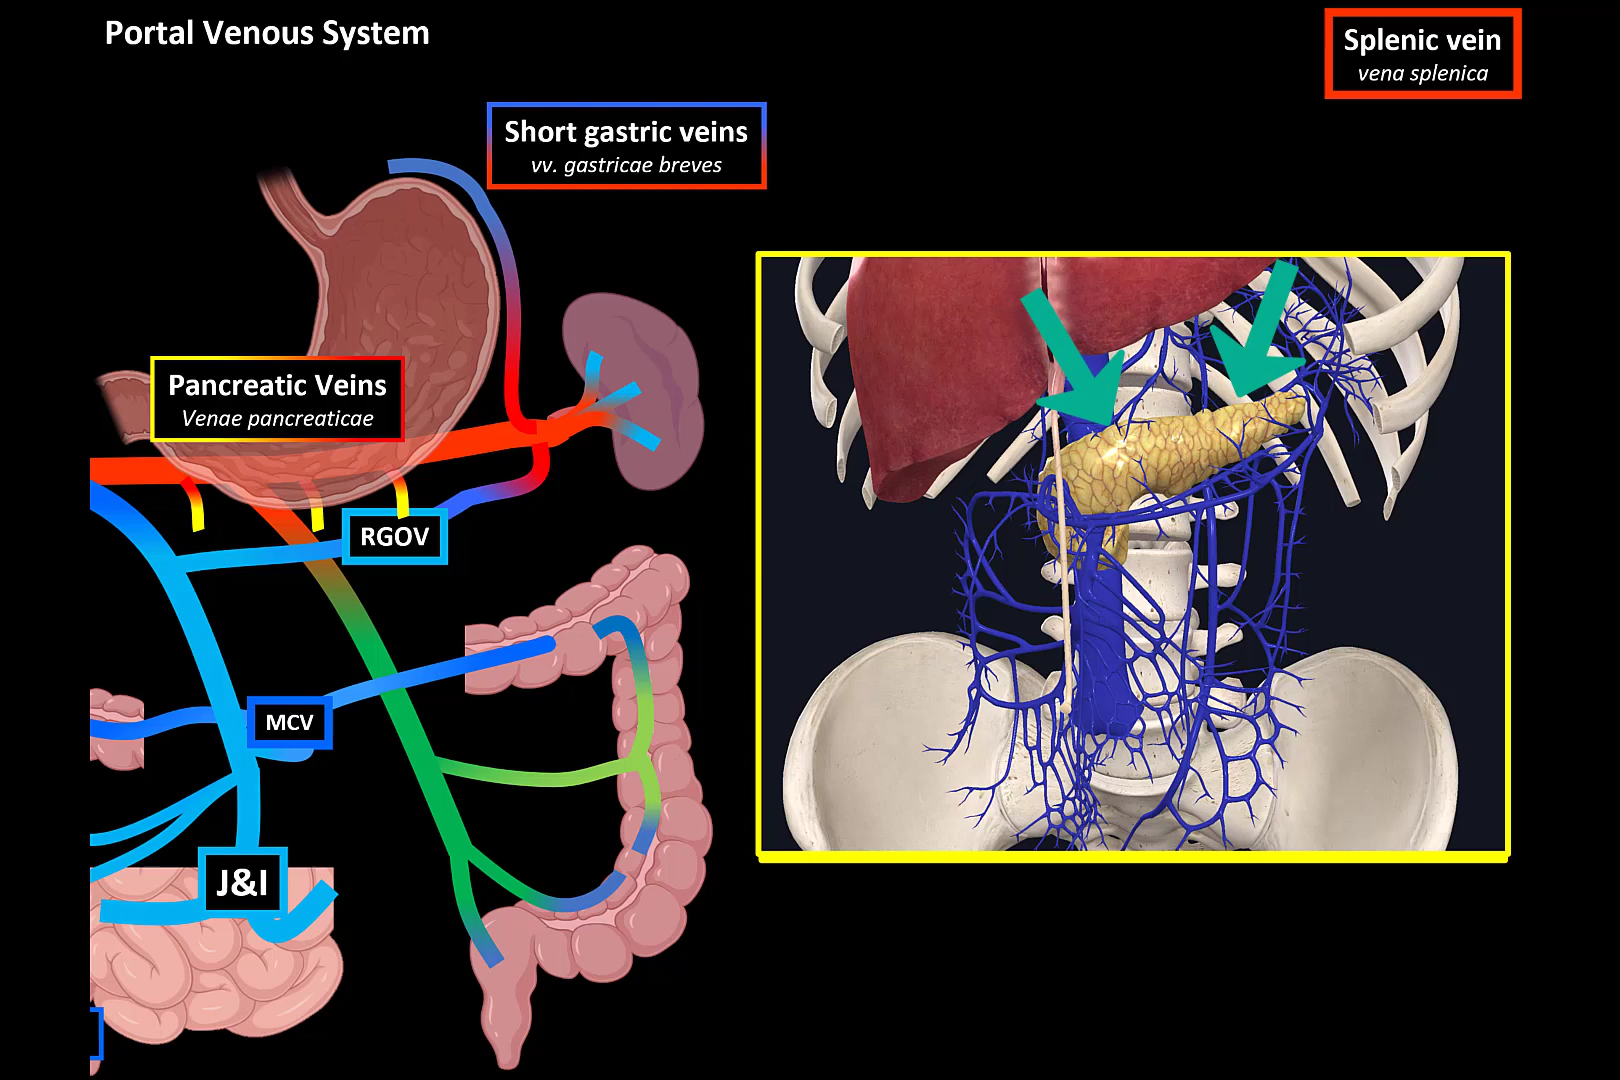 Portal Venous System
Splenic vein
vena splenica
Short gastric veins
vv. gastricae breves
Pancreatic Veins
Venae pancreaticae
RGOV
MCV
J&I